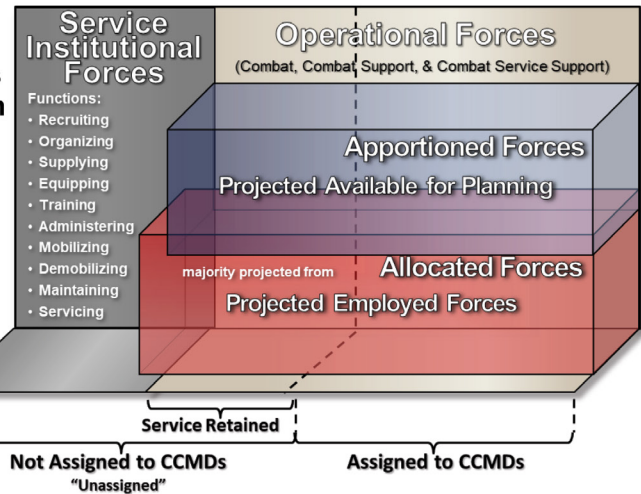 Service
Institutional
Forces
Functions:
• Recruiting
• Organizing
• Supplying
• Equipping
• Training
• Administering
• Mobilizing
• Demobilizing
• Maintaining
• Servicing
Operational Forces
(Combat, Combat Support, & Combat Service Support)
Apportioned Forces
Projected Available for Planning
majority projected from Allocated Forces
Projected Employed Forces
Service Retained
Not Assigned to CCMDs
"Unassigned"
Assigned to CCMDs